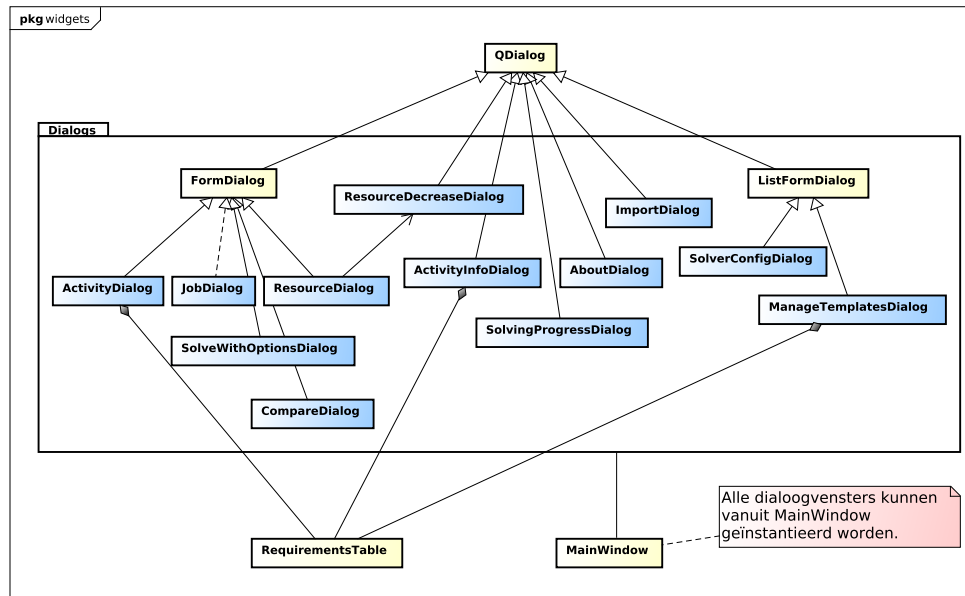 pkg widgets
QDialog
Dialogs
FormDialog
ListFormDialog
ResourceDecreaseDialog
ImportDialog
SolverConfigDialog
ActivityDialog
JobDialog
ResourceDialog
ActivityInfoDialog
AboutDialog
ManageTemplatesDialog
SolvingProgressDialog
SolveWithOptionsDialog
CompareDialog
Alle dialoogvensters kunnen
vanuit MainWindow
geïnstantieerd worden.
RequirementsTable
MainWindow